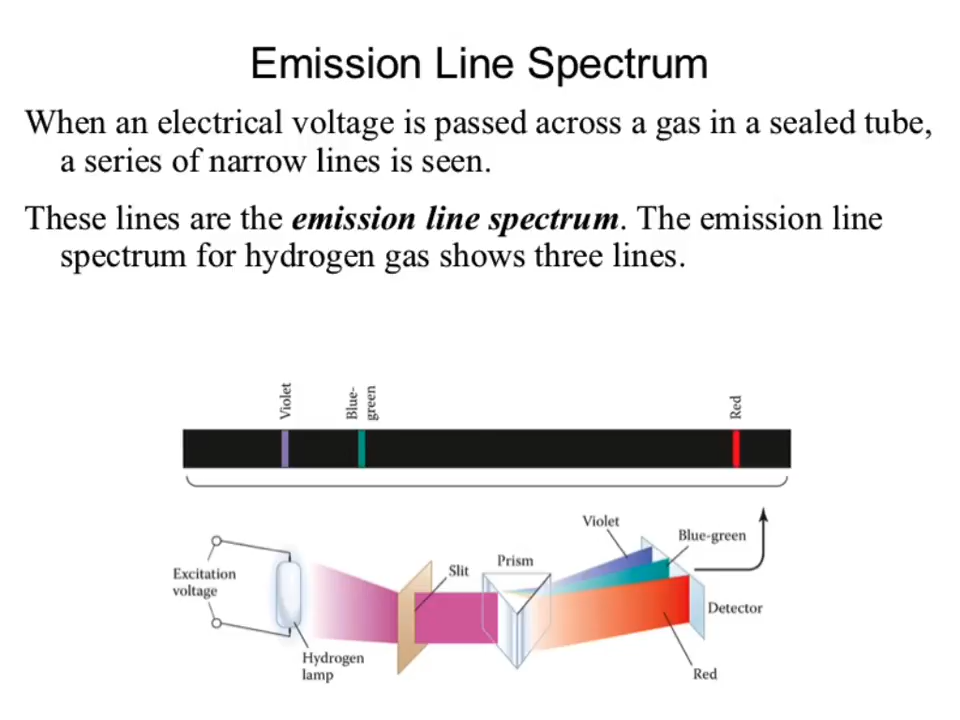 Emission Line Spectrum
When an electrical voltage is passed across a gas in a sealed tube,
a series of narrow lines is seen.
These lines are the emission line spectrum. The emission line
spectrum for hydrogen gas shows three lines.
Violet
Blue-
green
Red
Violet
Blue-green
Prism
Slit
Excitation
voltage
Detector
Hydrogen
lamp
Red